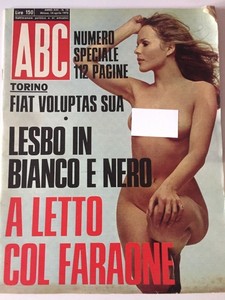 Lire 150
ABC
NUMERO
SPECIALE
112 PAGINE
TORINO
FIAT VOLUPTAS SUA
LESBO IN
BIANCO E NERO
A LETTO
COL FARAONE